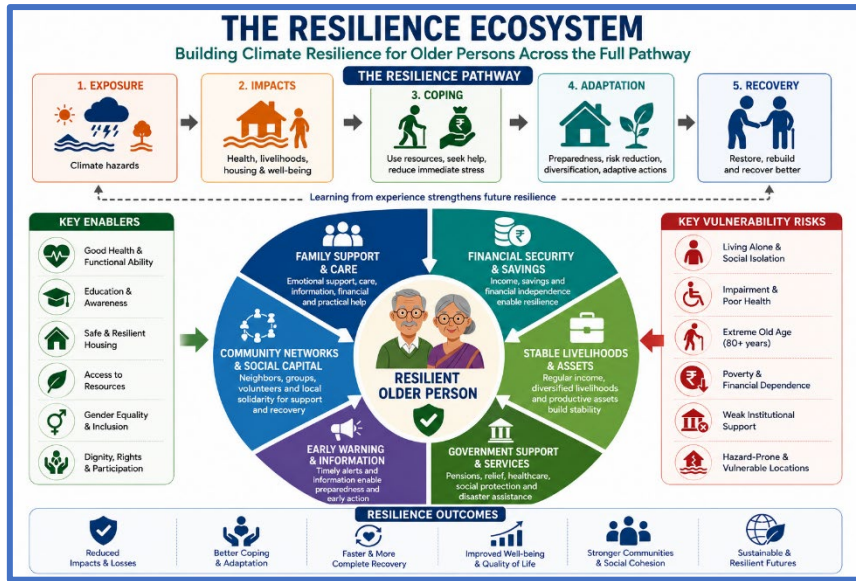 THE RESILIENCE ECOSYSTEM
Building Climate Resilience for Older Persons Across the Full Pathway
THE RESILIENCE PATHWAY
1. EXPOSURE
Climate hazards
2. IMPACTS
Health, livelihoods,
housing & well-being
3. COPING
₹
Use resources, seek help,
reduce immediate stress
4. ADAPTATION
Preparedness, risk reduction,
diversification, adaptive actions
5. RECOVERY
Restore, rebuild
and recover better
Learning from experience strengthens future resilience
KEY ENABLERS
Good Health &
Functional Ability
Education &
Awareness
Safe & Resilient
Housing
Access to
Resources
Gender Equality
& Inclusion
Dignity, Rights
& Participation
FAMILY SUPPORT
& CARE
Emotional support, care,
information, financial
and practical help
FINANCIAL SECURITY
& SAVINGS
Income, savings and
financial independence
enable resilience
₹
COMMUNITY NETWORKS
& SOCIAL CAPITAL
Neighbors, groups,
volunteers and local
solidarity for support
and recovery
RESILIENT
OLDER PERSON
STABLE LIVELIHOODS
& ASSETS
Regular income,
diversified livelihoods
and productive assets
build stability
EARLY WARNING
& INFORMATION
Timely alerts and
information enable
preparedness and
early action
GOVERNMENT SUPPORT
& SERVICES
Pensions, relief, healthcare,
social protection and
disaster assistance
KEY VULNERABILITY RISKS
Living Alone &
Social Isolation
Impairment &
Poor Health
Extreme Old Age
(80+ years)
₹
Poverty &
Financial Dependence
Weak Institutional
Support
Hazard-Prone &
Vulnerable Locations
RESILIENCE OUTCOMES
Reduced
Impacts & Losses
Better Coping
& Adaptation
Faster & More
Complete Recovery
Improved Well-being
& Quality of Life
Stronger Communities
& Social Cohesion
Sustainable &
Resilient Futures